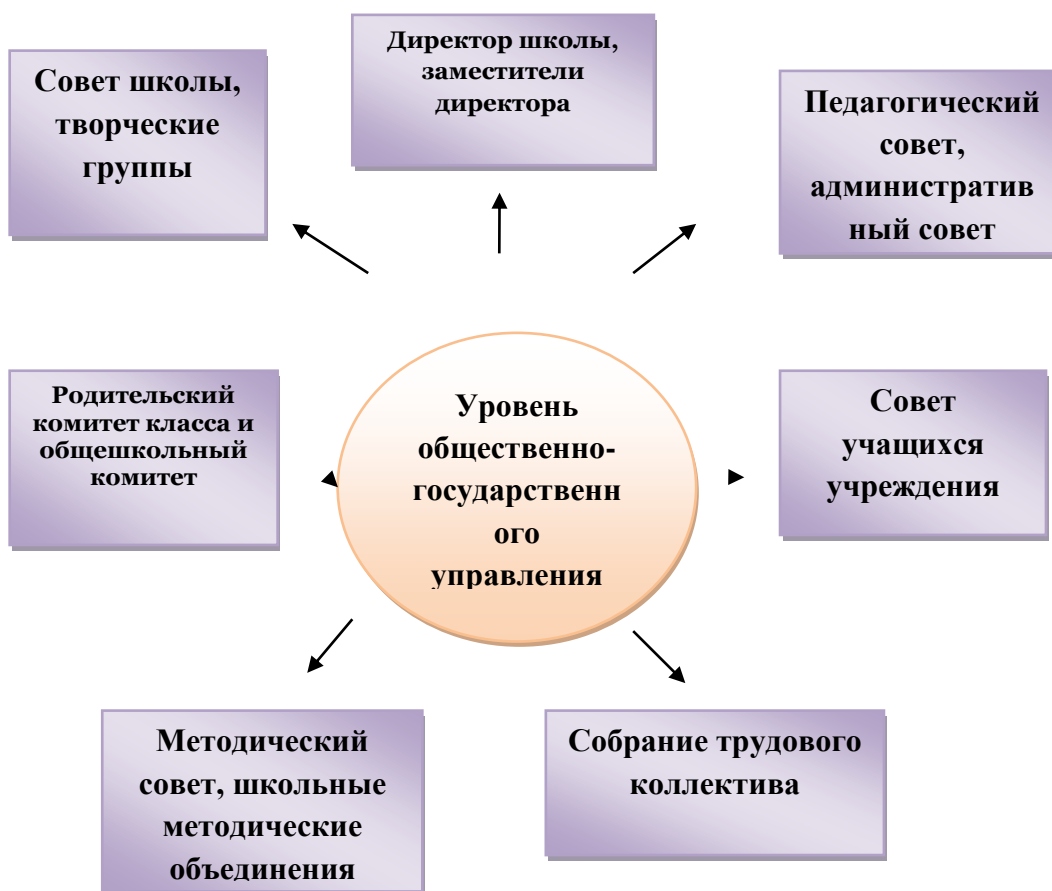 Совет школы,
творческие
группы
Директор школы,
заместители
директора
Педагогический
совет,
административ
ный совет
Родительский
комитет класса и
общешкольный
комитет
Уровень
общественно-
государственн
ого
управления
Совет
учащихся
учреждения
Методический
совет, школьные
методические
объединения
Собрание трудового
коллектива